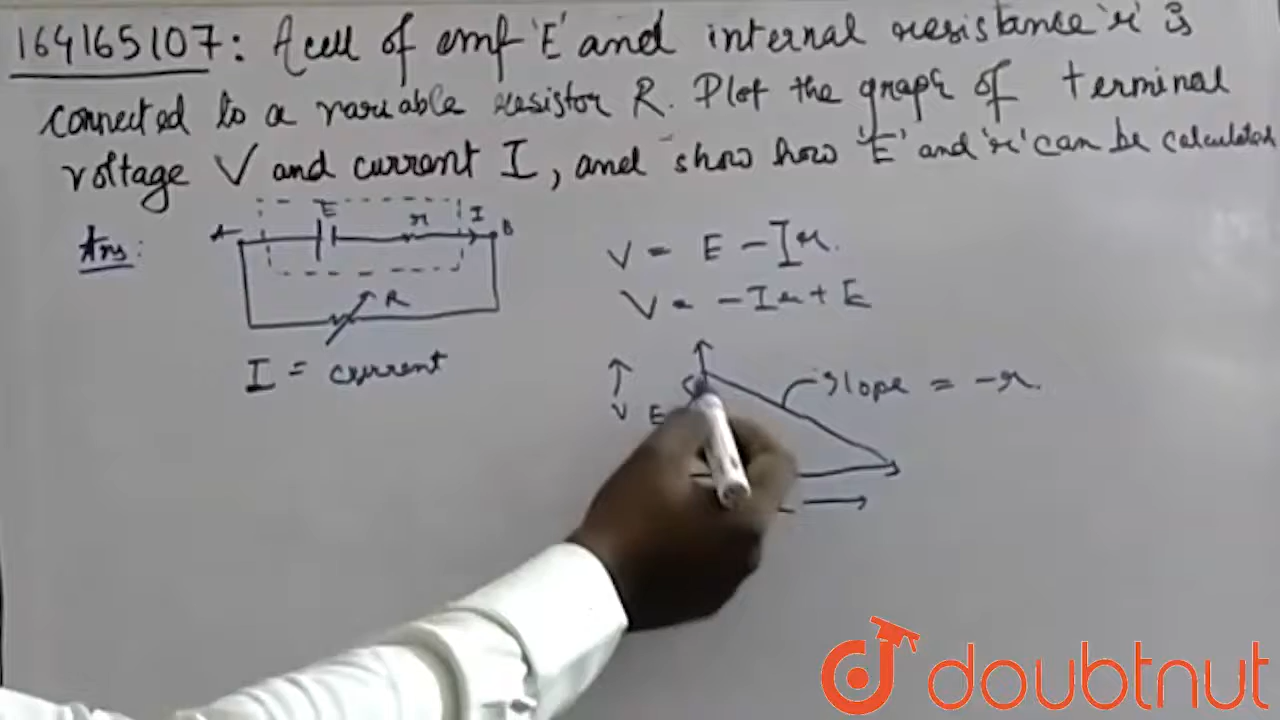 164165107: A cell of emf 'E' and internal resistance 'r' is
connected to a variable resistor R. Plot the graph of terminal
voltage V and current I, and show how 'E' and 'r' can be calculated
Ans:
A E r I B
R
I = current
V = E - Ir.
V = -Ir + E
V E
slope = -r.
doubtnut